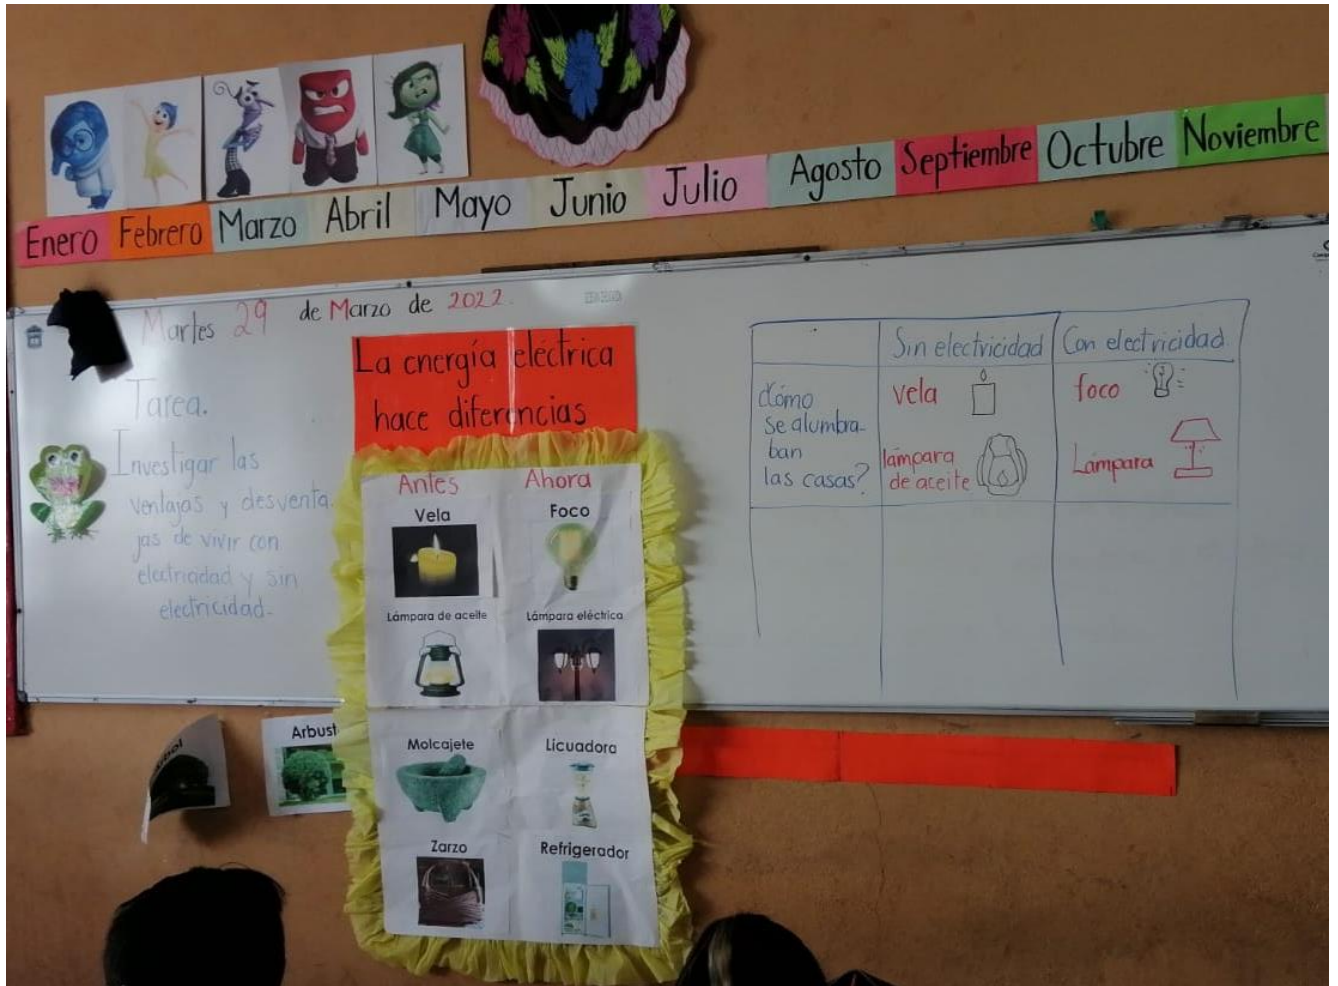 Enero Febrero Marzo Abril Mayo Junio Julio Agosto Septiembre Octubre Noviembre
Martes 29 de Marzo de 2022.
Tarea.
Investigar las
ventajas y desventa-
jas de vivir con
electricidad y sin
electricidad.
La energía eléctrica
hace diferencias
Antes Ahora
Vela Foco
Lámpara de aceite Lámpara eléctrica
Molcajete Licuadora
Zarzo Refrigerador
Sin electricidad Con electricidad.
¿Cómo
se alumbra-
ban
las casas?
vela
lámpara
de aceite
foco
Lámpara
Arbust